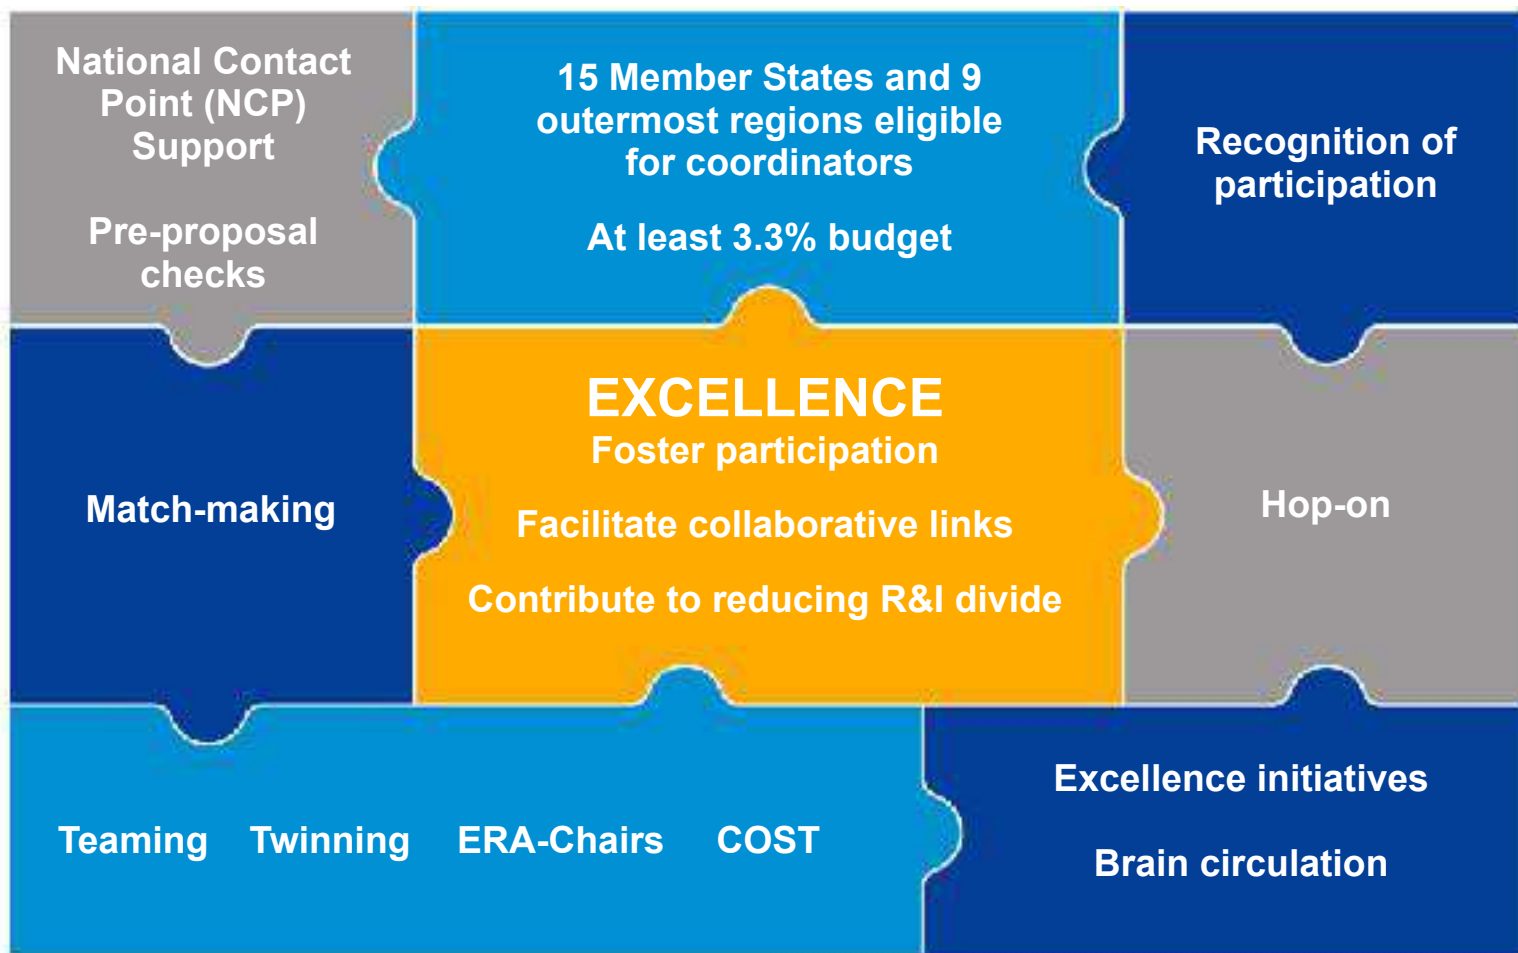 National Contact
Point (NCP)
Support
Pre-proposal
checks
15 Member States and 9
outermost regions eligible
for coordinators
At least 3.3% budget
Recognition of
participation
Match-making
EXCELLENCE
Foster participation
Facilitate collaborative links
Contribute to reducing R&I divide
Hop-on
Teaming Twinning ERA-Chairs COST
Excellence initiatives
Brain circulation